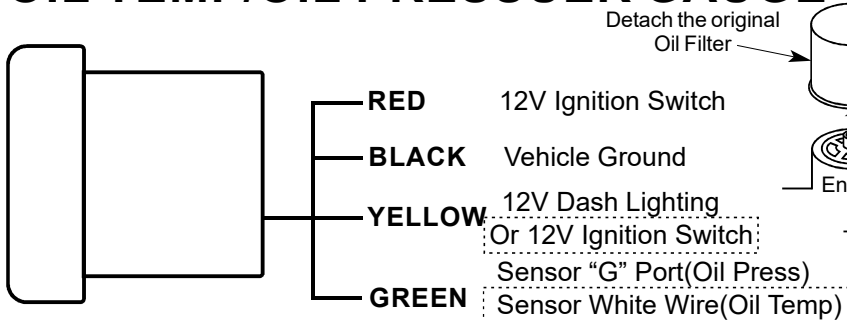 Detach the original
Oil Filter
RED 12V Ignition Switch
BLACK Vehicle Ground
YELLOW 12V Dash Lighting
Or 12V Ignition Switch
GREEN Sensor “G” Port(Oil Press)
Sensor White Wire(Oil Temp)